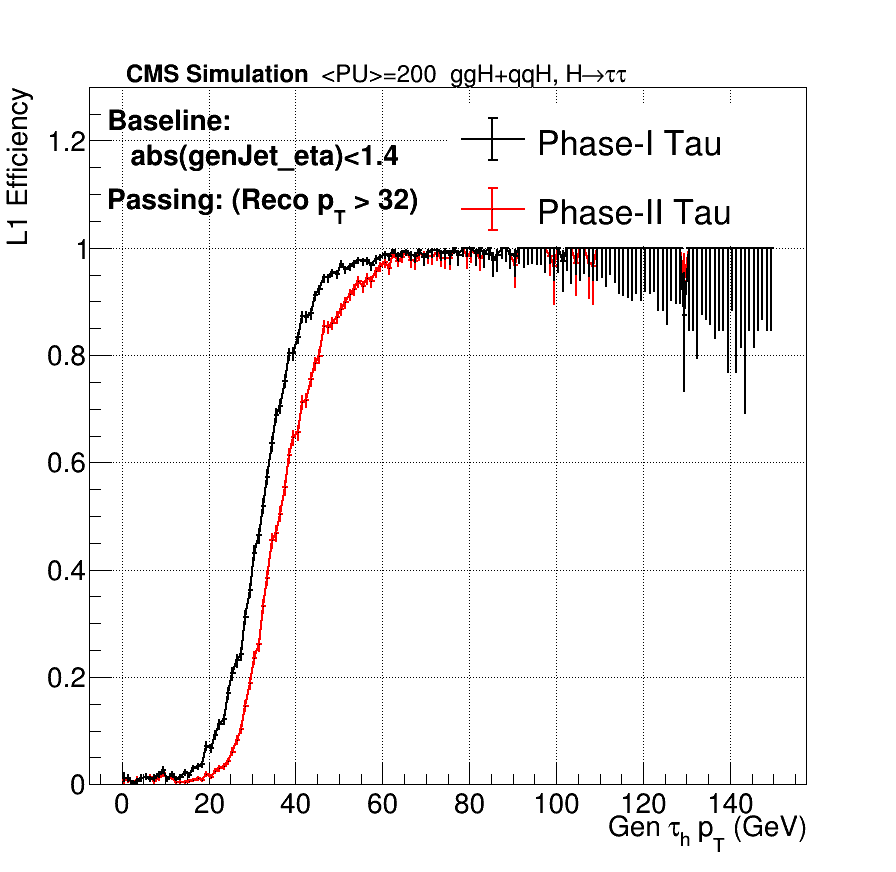 CMS Simulation <PU>=200 ggH+qqH, H→ττ
Baseline:
abs(genJet_eta)<1.4
Passing: (Reco p_T > 32)
Phase-I Tau
Phase-II Tau
L1 Efficiency
1.2
1
0.8
0.6
0.4
0.2
0
0 20 40 60 80 100 120 140
Gen τ_h p_T (GeV)